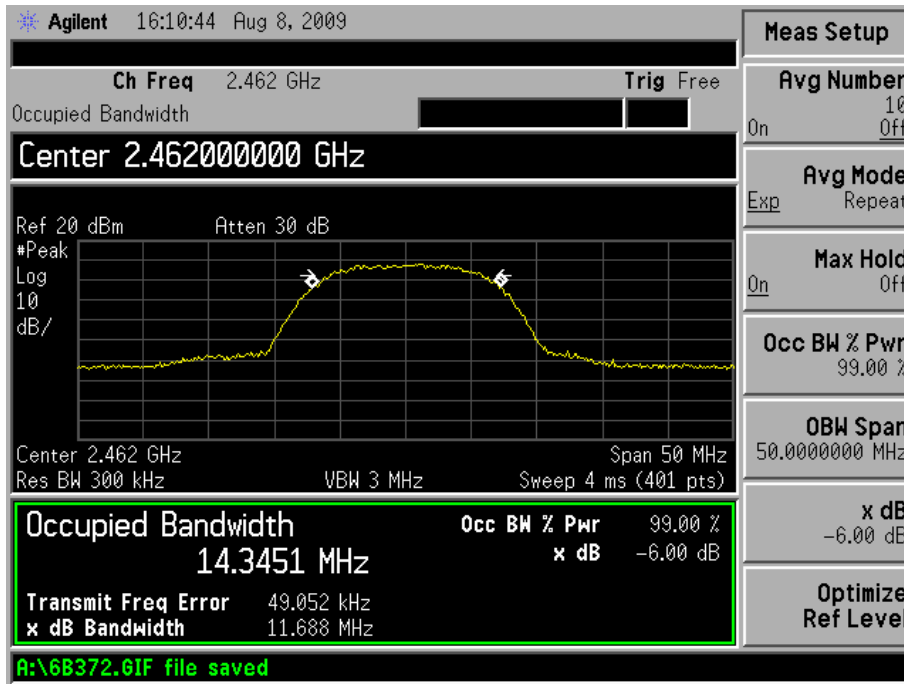 Agilent 16:10:44 Aug 8, 2009
Ch Freq 2.462 GHz Trig Free
Occupied Bandwidth
Center 2.462000000 GHz
Ref 20 dBm Atten 30 dB
#Peak
Log
10
dB/
Center 2.462 GHz Span 50 MHz
Res BW 300 kHz VBW 3 MHz Sweep 4 ms (401 pts)
Occupied Bandwidth Occ BW % Pwr 99.00 %
14.3451 MHz x dB -6.00 dB
Transmit Freq Error 49.052 kHz
x dB Bandwidth 11.688 MHz
A:\6B372.GIF file saved
Meas Setup
Avg Number
10
On Off
Avg Mode
Exp Repeat
Max Hold
On Off
Occ BW % Pwr
99.00 %
OBW Span
50.0000000 MHz
x dB
-6.00 dB
Optimize
Ref Level